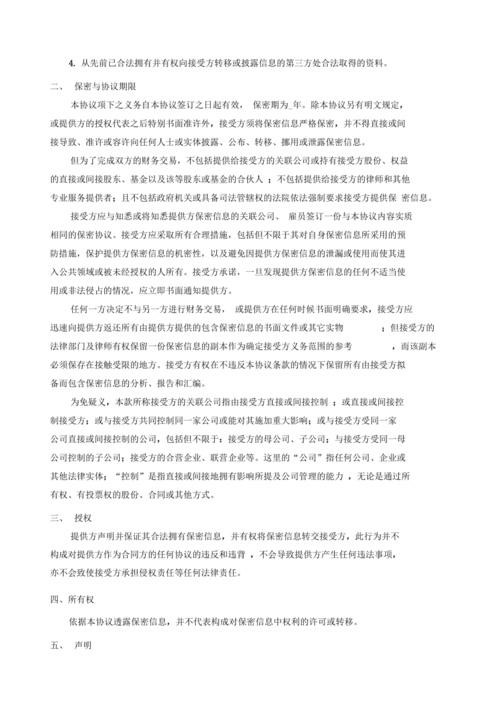 4. 从先前已合法拥有并有权向接受方转移或披露信息的第三方处合法取得的资料。
二、 保密与协议期限
本协议项下之义务自本协议签订之日起有效， 保密期为_年。除本协议另有明文规定，
或提供方的授权代表之后特别书面准许外，接受方须将保密信息严格保密，并不得直接或间
接导致、准许或容许向任何人士或实体披露、公布、转移、挪用或泄露保密信息。
但为了完成双方的财务交易，不包括提供给接受方的关联公司或持有接受方股份、权益
的直接或间接股东、基金以及该等股东或基金的合伙人 ；不包括提供给接受方的律师和其他
专业服务提供者；且不包括政府机关或具备司法管辖权的法院依法强制要求接受方提供保 密信息。
接受方应与知悉或将知悉提供方保密信息的关联公司、 雇员签订一份与本协议内容实质
相同的保密协议。接受方应采取所有合理措施，包括但不限于其对自身保密信息所采用的预
防措施，保护提供方保密信息的机密性，以及避免因提供方保密信息的泄漏或使用而使其进
入公共领域或被未经授权的人所有。接受方承诺，一旦发现提供方保密信息的任何不适当使
用或非法侵占的情况，应立即书面通知提供方。
任何一方决定不与另一方进行财务交易， 或提供方在任何时候书面明确要求，接受方应
迅速向提供方返还所有由提供方提供的包含保密信息的书面文件或其它实物 ；但接受方的
法律部门及律师有权保留一份保密信息的副本作为确定接受方义务范围的参考 ，而该副本
必须保存在接触受限的地方。接受方有权在不违反本协议条款的情况下保留所有由接受方拟
备而包含保密信息的分析、报告和汇编。
为免疑义，本款所称接受方的关联公司指由接受方直接或间接控制 ；或直接或间接控
制接受方；或与接受方共同控制同一家公司或能对其施加重大影响；或与接受方受同一家
公司直接或间接控制的公司，包括但不限于：接受方的母公司、子公司；与接受方受同一母
公司控制的子公司；接受方的合营企业、联营企业等。这里的“公司”指任何公司、企业或
其他法律实体；“控制”是指直接或间接地拥有影响所提及公司管理的能力 ，无论是通过所
有权、有投票权的股份、合同或其他方式。
三、 授权
提供方声明并保证其合法拥有保密信息，并有权将保密信息转交接受方，此行为并不
构成对提供方作为合同方的任何协议的违反和违背 ，不会导致提供方产生任何违法事项，
亦不会致使接受方承担侵权责任等任何法律责任。
四、所有权
依据本协议透露保密信息，并不代表构成对保密信息中权利的许可或转移。
五、 声明